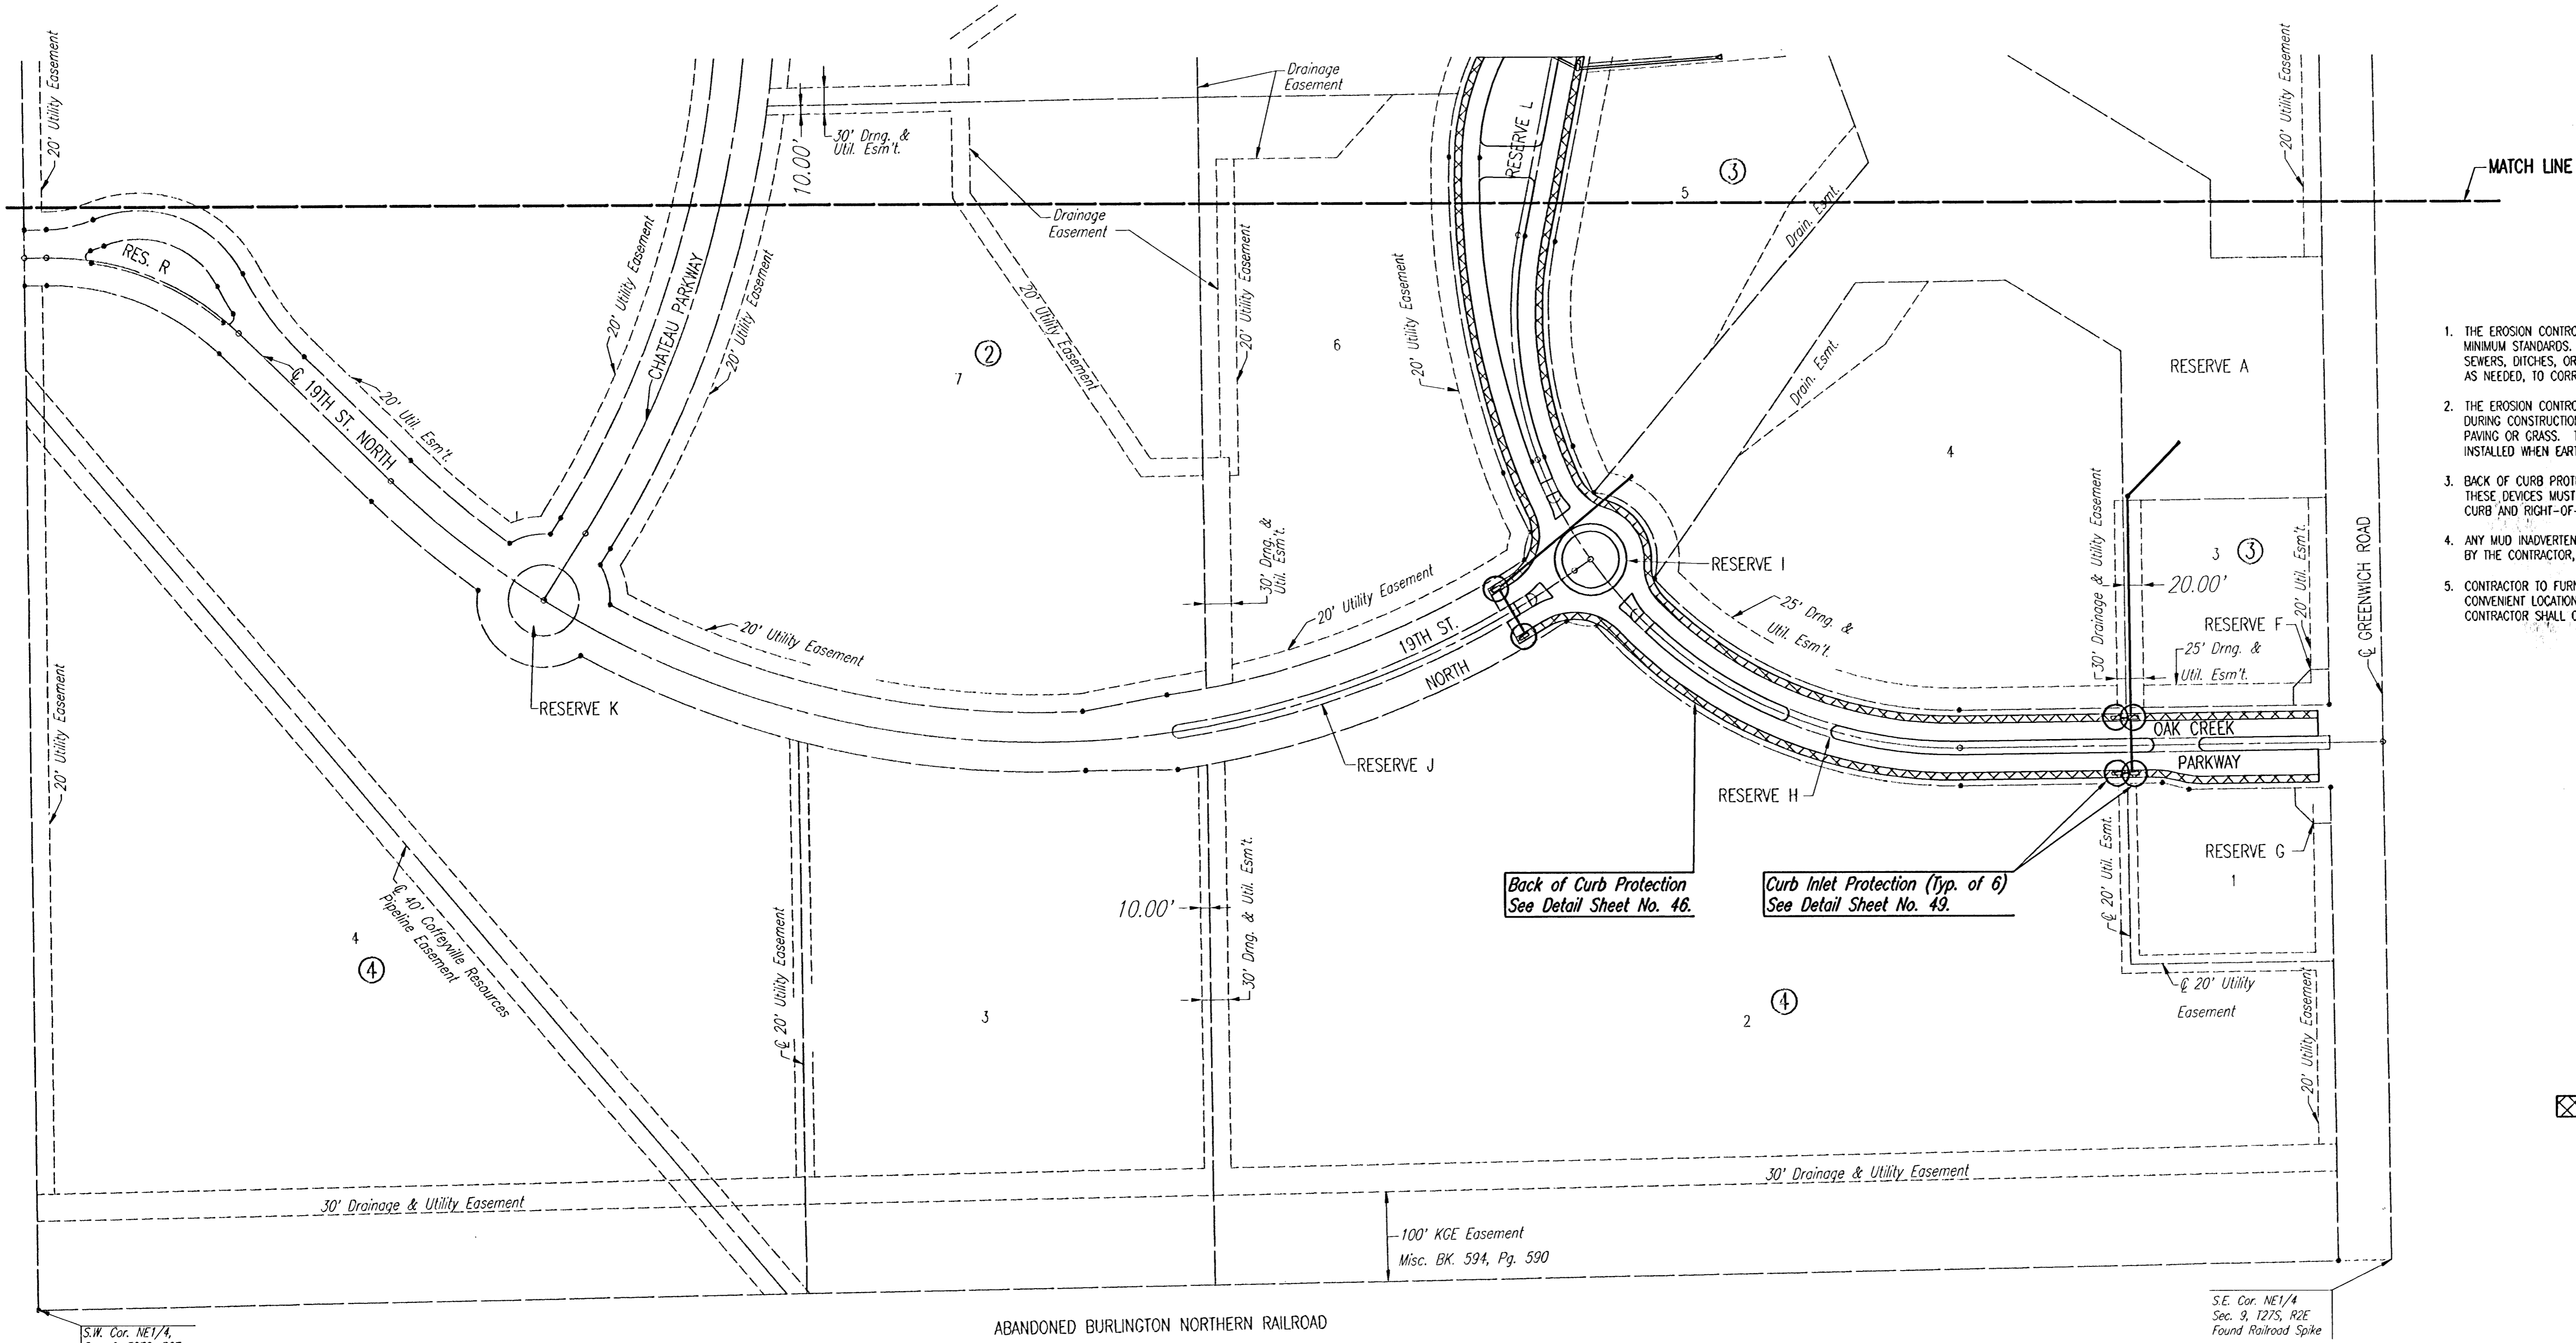 20' Utility Easement
10.00'
30' Drng. &
Util. Esm't.
Drainage
Easement
Drainage
Easement
RESERVE L
5
3
Drain. Esmt.
20' Utility Easement
MATCH LINE
RES. R
℄ 19TH ST. NORTH
20' Util. Esm't.
20' Utility Easement
CHATEAU PARKWAY
20' Utility Easement
2
7
20' Utility Easement
20' Utility Easement
6
20' Utility Easement
Drain. Esmt.
4
RESERVE A
1. THE EROSION CONTRO
MINIMUM STANDARDS.
SEWERS, DITCHES, OR
AS NEEDED, TO CORR
2. THE EROSION CONTRO
DURING CONSTRUCTION
PAVING OR GRASS.
INSTALLED WHEN EAR
3. BACK OF CURB PROT
THESE DEVICES MUST
CURB AND RIGHT-OF-
4. ANY MUD INADVERTEN
BY THE CONTRACTOR,
5. CONTRACTOR TO FURN
CONVENIENT LOCATION
CONTRACTOR SHALL C
20' Utility Easement
RESERVE K
20' Utility Easement
30' Drng. &
Util. Esm't.
20' Utility Easement
19TH ST.
NORTH
RESERVE J
RESERVE I
25' Drng. &
Util. Esm't.
30' Drainage & Utility Easement
3
3
20.00'
20' Util. Esm't.
RESERVE F
25' Drng. &
Util. Esm't.
℄ GREENWICH ROAD
OAK CREEK
PARKWAY
RESERVE H
Back of Curb Protection
See Detail Sheet No. 46.
Curb Inlet Protection (Typ. of 6)
See Detail Sheet No. 49.
℄ 20' Util. Esmt.
RESERVE G
1
℄ 20' Utility
Easement
20' Utility Easement
4
4
℄ 40' Coffeyville Resources
Pipeline Easement
℄ 20' Utility Easement
3
10.00'
30' Drng. & Util. Esm't.
2
4
30' Drainage & Utility Easement
30' Drainage & Utility Easement
100' KGE Easement
Misc. BK. 594, Pg. 590
S.W. Cor. NE1/4,
ABANDONED BURLINGTON NORTHERN RAILROAD
S.E. Cor. NE1/4
Sec. 9, T27S, R2E
Found Railroad Spike